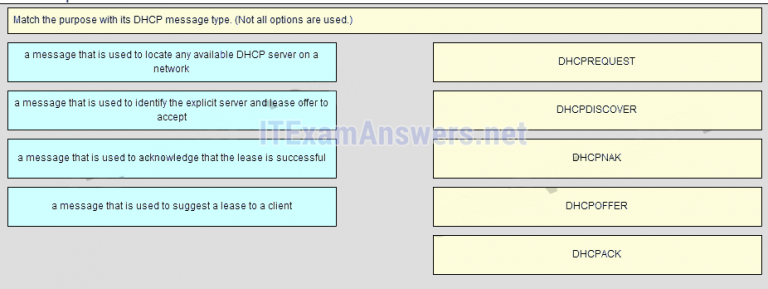 Match the purpose with its DHCP message type. (Not all options are used.)
a message that is used to locate any available DHCP server on a
network
DHCPREQUEST
a message that is used to identify the explicit server and lease offer to
accept
DHCPDISCOVER
ITExamAnswers.net
a message that is used to acknowledge that the lease is successful
DHCPNAK
a message that is used to suggest a lease to a client
DHCPOFFER
DHCPACK